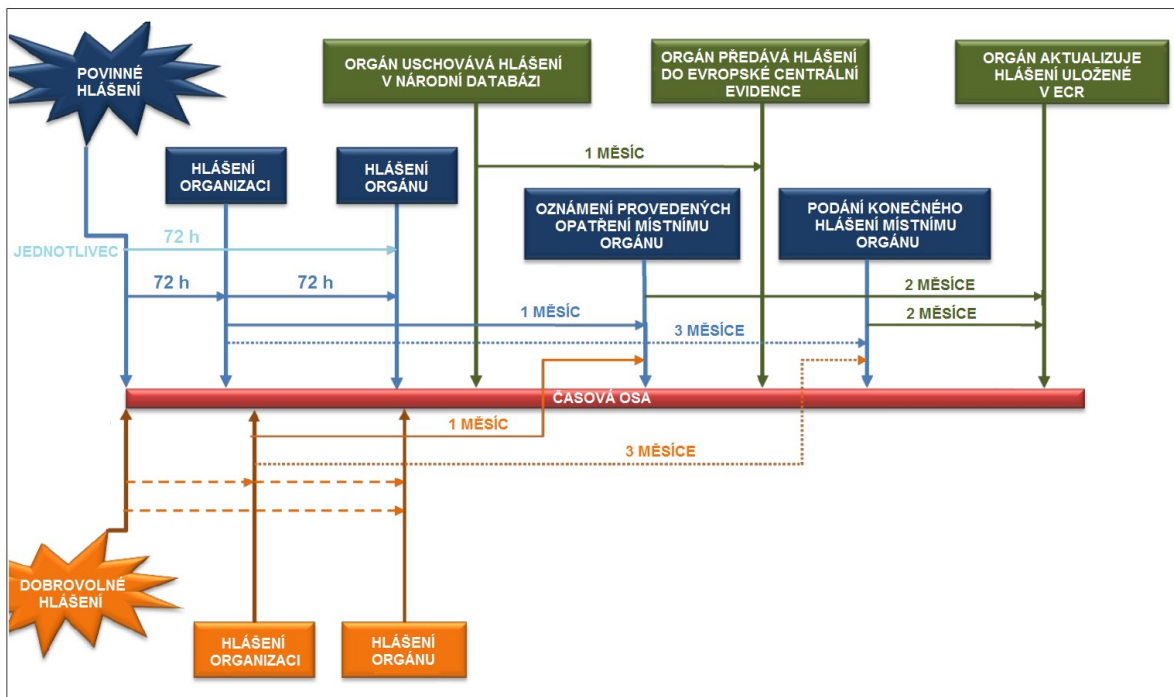 POVINNÉ
HLÁŠENÍ
ORGÁN USCHOVÁVÁ HLÁŠENÍ
V NÁRODNÍ DATABÁZI
ORGÁN PŘEDÁVÁ HLÁŠENÍ
DO EVROPSKÉ CENTRÁLNÍ
EVIDENCE
ORGÁN AKTUALIZUJE
HLÁŠENÍ ULOŽENÉ
V ECR
1 MĚSÍC
HLÁŠENÍ
ORGANIZACI
HLÁŠENÍ
ORGÁNU
OZNÁMENÍ PROVEDENÝCH
OPATŘENÍ MÍSTNÍMU
ORGÁNU
PODÁNÍ KONEČNÉHO
HLÁŠENÍ MÍSTNÍMU
ORGÁNU
JEDNOTLIVEC
72 h
72 h
72 h
2 MĚSÍCE
1 MĚSÍC
2 MĚSÍCE
3 MĚSÍCE
ČASOVÁ OSA
1 MĚSÍC
3 MĚSÍCE
DOBROVOLNÉ
HLÁŠENÍ
HLÁŠENÍ
ORGANIZACI
HLÁŠENÍ
ORGÁNU